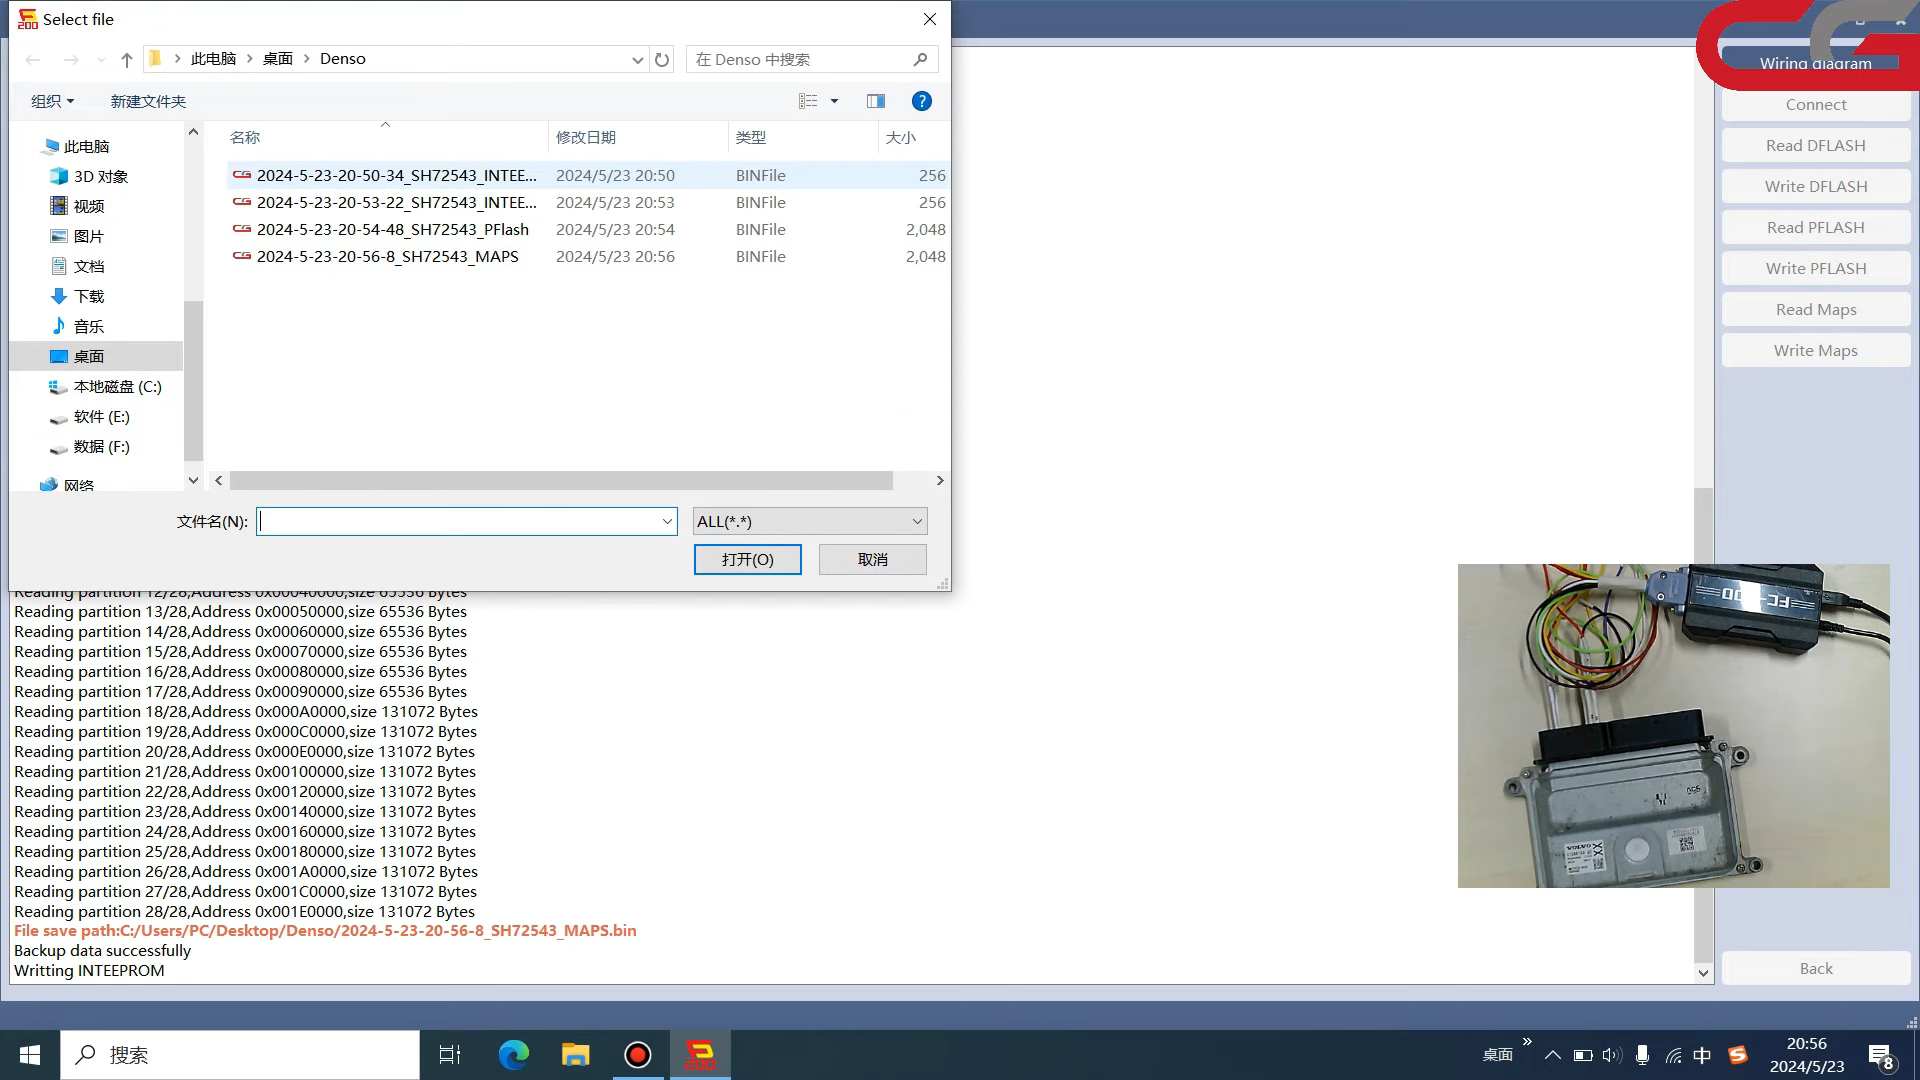 Select file
此电脑 > 桌面 > Denso
在 Denso 中搜索
组织
新建文件夹
名称 修改日期 类型 大小
此电脑
3D 对象
视频
图片
文档
下载
音乐
桌面
本地磁盘 (C:)
软件 (E:)
数据 (F:)
网络
2024-5-23-20-50-34_SH72543_INTEE... 2024/5/23 20:50 BINFile 256
2024-5-23-20-53-22_SH72543_INTEE... 2024/5/23 20:53 BINFile 256
2024-5-23-20-54-48_SH72543_PFlash 2024/5/23 20:54 BINFile 2,048
2024-5-23-20-56-8_SH72543_MAPS 2024/5/23 20:56 BINFile 2,048
文件名(N):
ALL(*.*)
打开(O)
取消
Reading partition 12/28,Address 0x00040000,size 65536 Bytes
Reading partition 13/28,Address 0x00050000,size 65536 Bytes
Reading partition 14/28,Address 0x00060000,size 65536 Bytes
Reading partition 15/28,Address 0x00070000,size 65536 Bytes
Reading partition 16/28,Address 0x00080000,size 65536 Bytes
Reading partition 17/28,Address 0x00090000,size 65536 Bytes
Reading partition 18/28,Address 0x000A0000,size 131072 Bytes
Reading partition 19/28,Address 0x000C0000,size 131072 Bytes
Reading partition 20/28,Address 0x000E0000,size 131072 Bytes
Reading partition 21/28,Address 0x00100000,size 131072 Bytes
Reading partition 22/28,Address 0x00120000,size 131072 Bytes
Reading partition 23/28,Address 0x00140000,size 131072 Bytes
Reading partition 24/28,Address 0x00160000,size 131072 Bytes
Reading partition 25/28,Address 0x00180000,size 131072 Bytes
Reading partition 26/28,Address 0x001A0000,size 131072 Bytes
Reading partition 27/28,Address 0x001C0000,size 131072 Bytes
Reading partition 28/28,Address 0x001E0000,size 131072 Bytes
File save path:C:/Users/PC/Desktop/Denso/2024-5-23-20-56-8_SH72543_MAPS.bin
Backup data successfully
Writting INTEEPROM
CG
Wiring diagram
Connect
Read DFLASH
Write DFLASH
Read PFLASH
Write PFLASH
Read Maps
Write Maps
FC-200
VOLVO
Back
搜索
200
桌面
中
20:56
2024/5/23
8